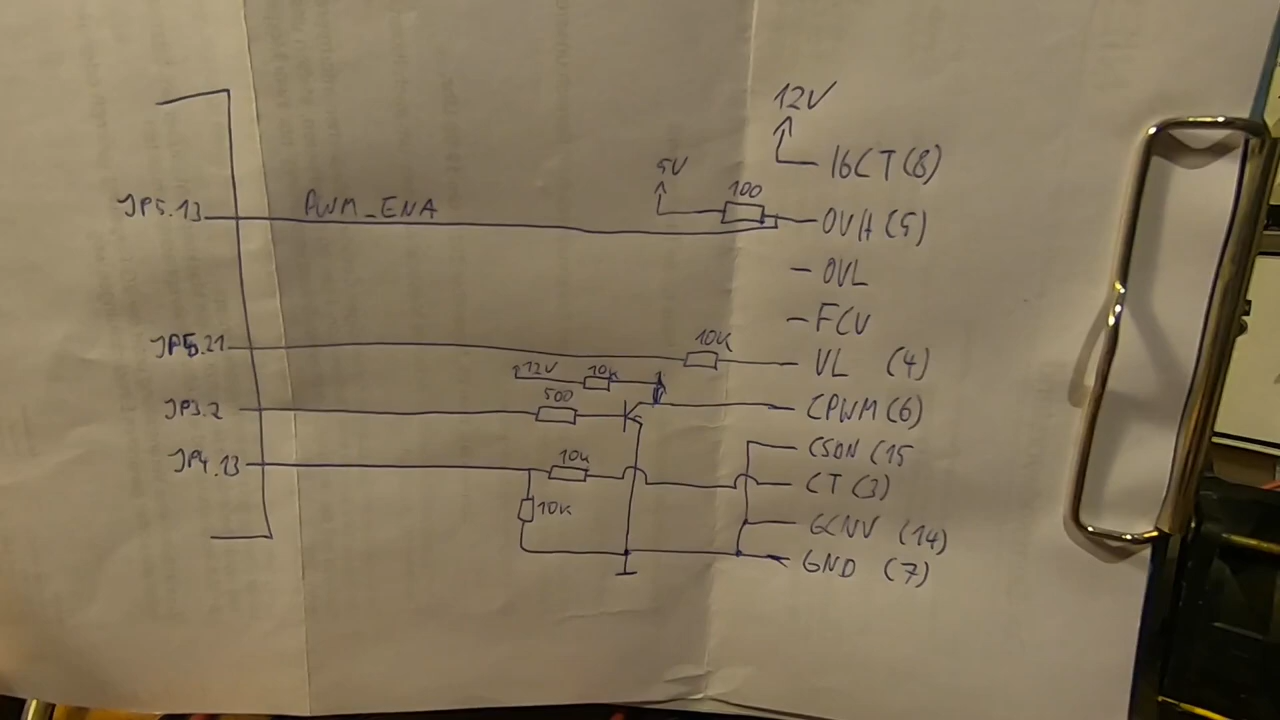 12V
16CT (8)
5V
100
JP5.13
PWM_ENA
OVH (5)
- OVL
- FCV
JP5.21
10K
VL (4)
12V
10K
JP3.2
500
CPWM (6)
CSON (15
JP4.13
10K
CT (3)
10K
GCNV (14)
GND (7)